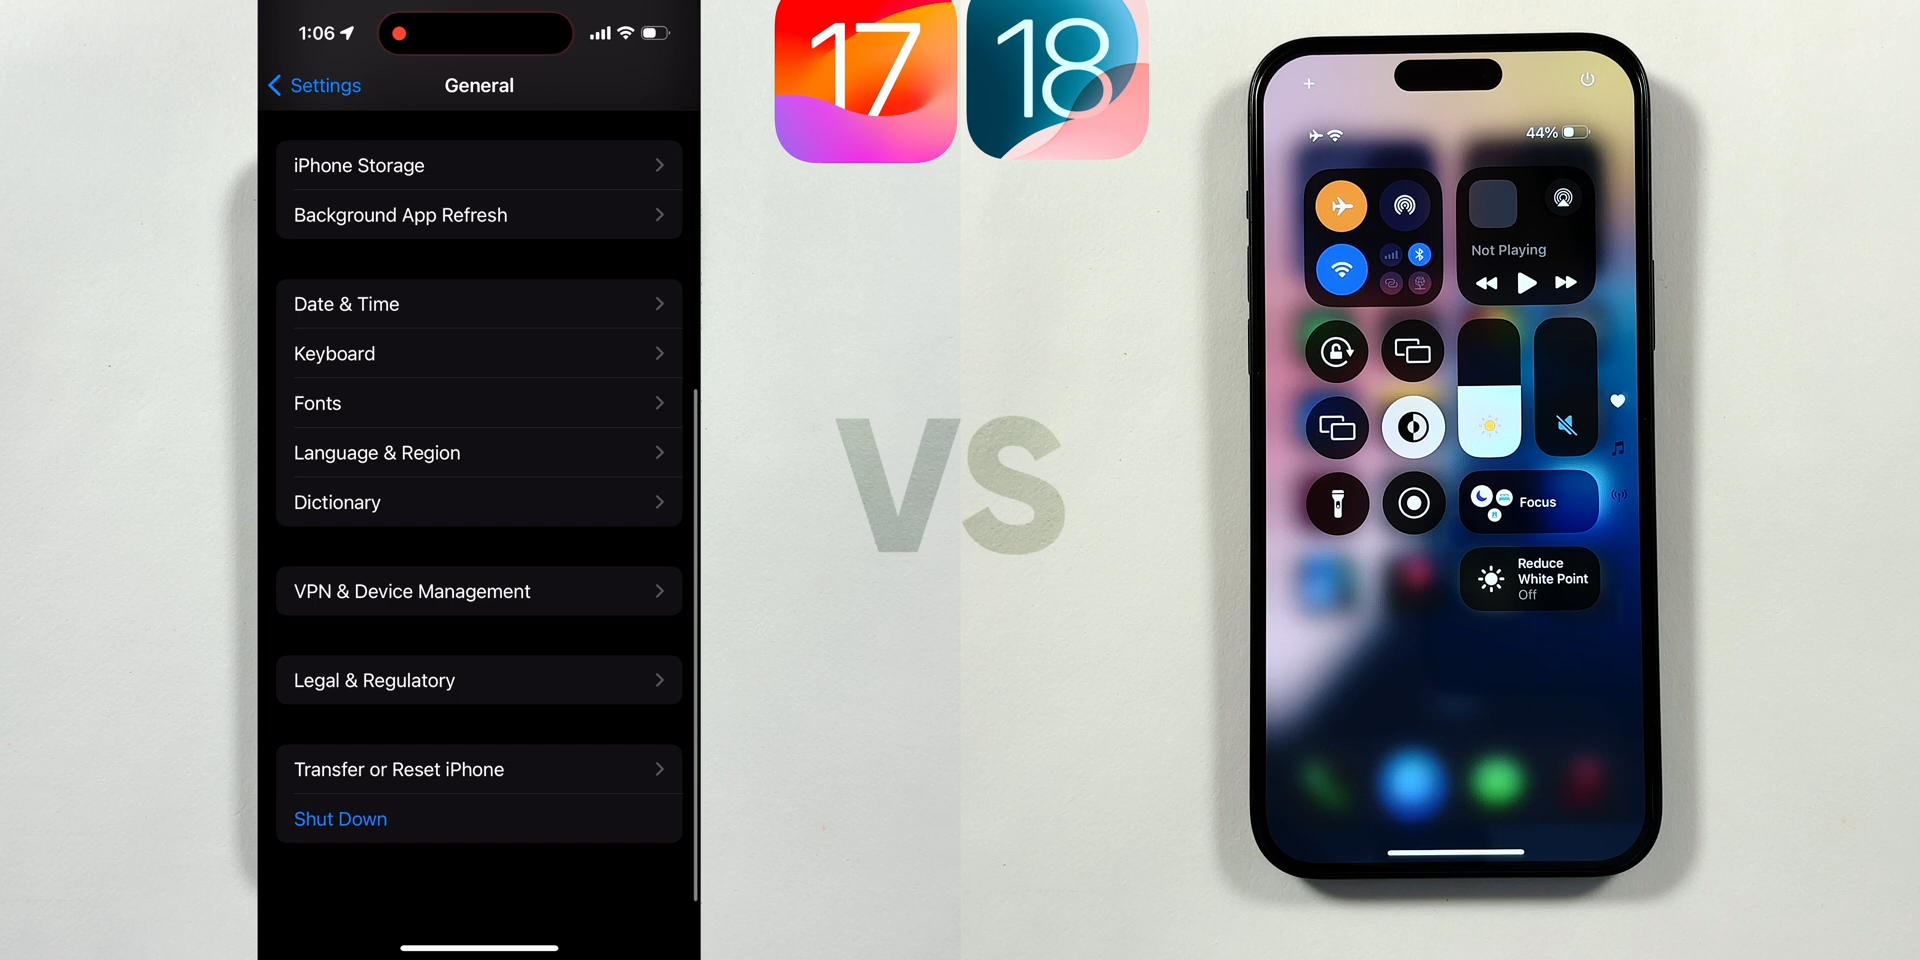 1:06
Settings
General
iPhone Storage
Background App Refresh
Date & Time
Keyboard
Fonts
Language & Region
Dictionary
VPN & Device Management
Legal & Regulatory
Transfer or Reset iPhone
Shut Down
17
18
VS
44%
Not Playing
Focus
Reduce
White Point
Off